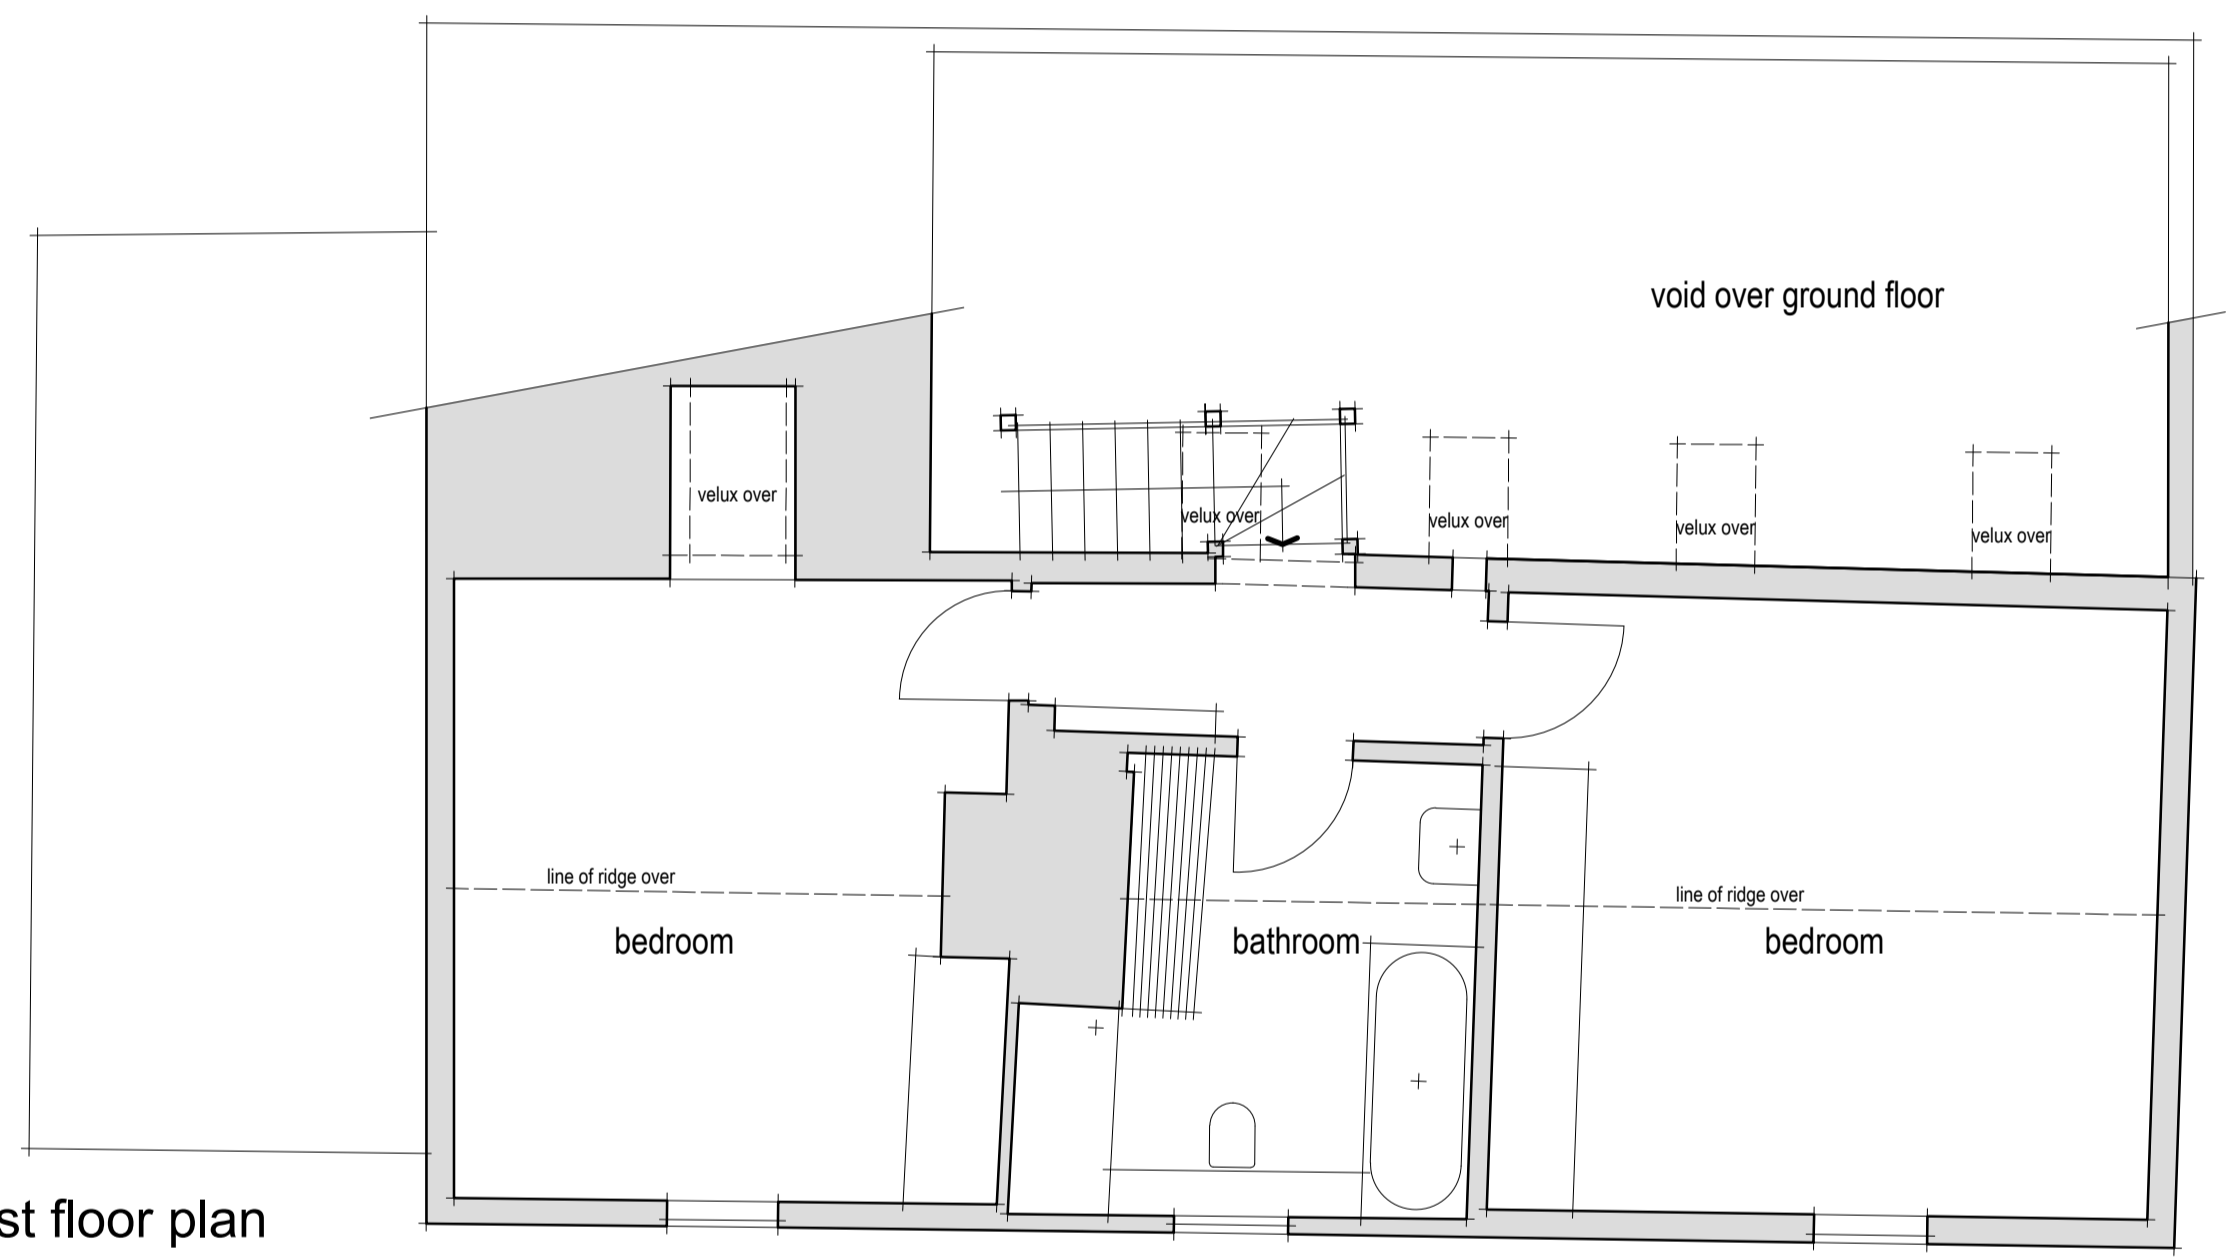 void over ground floor
velux over
velux over
velux over
velux over
velux over
line of ridge over
line of ridge over
bedroom
bathroom
bedroom
st floor plan